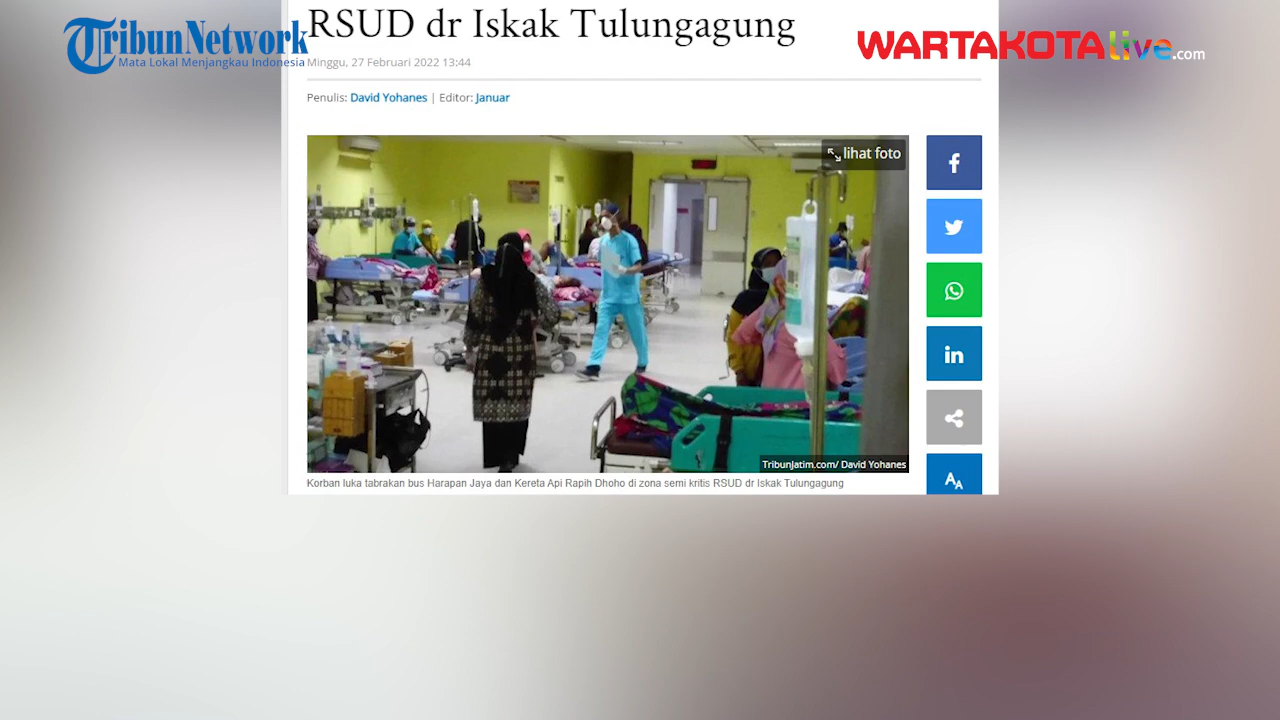 RSUD dr Iskak Tulungagung
TribunNetwork
Mata Lokal Menjangkau Indonesia
WARTAKOTAlive.com
Minggu, 27 Februari 2022 13:44
Penulis: David Yohanes | Editor: Januar
lihat foto
TribunJatim.com/ David Yohanes
Korban luka tabrakan bus Harapan Jaya dan Kereta Api Rapih Dhoho di zona semi kritis RSUD dr Iskak Tulungagung
f
in
AA